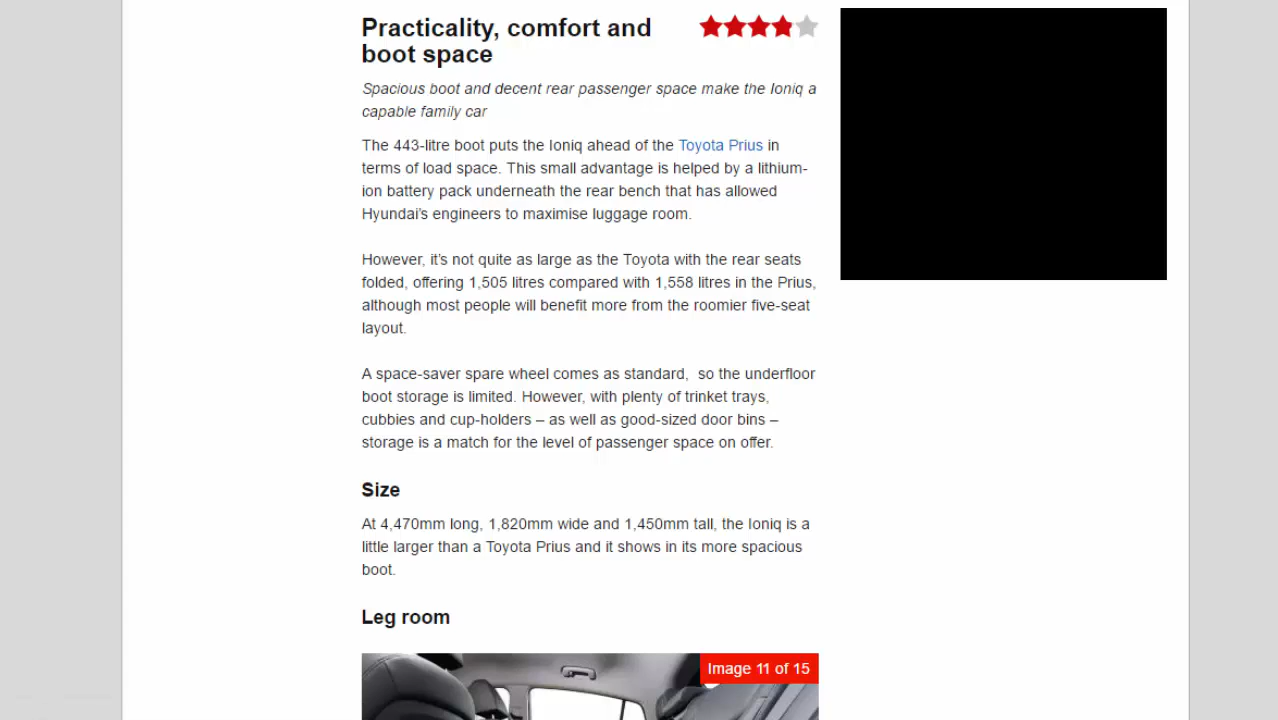 Practicality, comfort and
boot space
Spacious boot and decent rear passenger space make the Ioniq a
capable family car
The 443-litre boot puts the Ioniq ahead of the Toyota Prius in
terms of load space. This small advantage is helped by a lithium-
ion battery pack underneath the rear bench that has allowed
Hyundai’s engineers to maximise luggage room.
However, it’s not quite as large as the Toyota with the rear seats
folded, offering 1,505 litres compared with 1,558 litres in the Prius,
although most people will benefit more from the roomier five-seat
layout.
A space-saver spare wheel comes as standard,  so the underfloor
boot storage is limited. However, with plenty of trinket trays,
cubbies and cup-holders – as well as good-sized door bins –
storage is a match for the level of passenger space on offer.
Size
At 4,470mm long, 1,820mm wide and 1,450mm tall, the Ioniq is a
little larger than a Toyota Prius and it shows in its more spacious
boot.
Leg room
Image 11 of 15